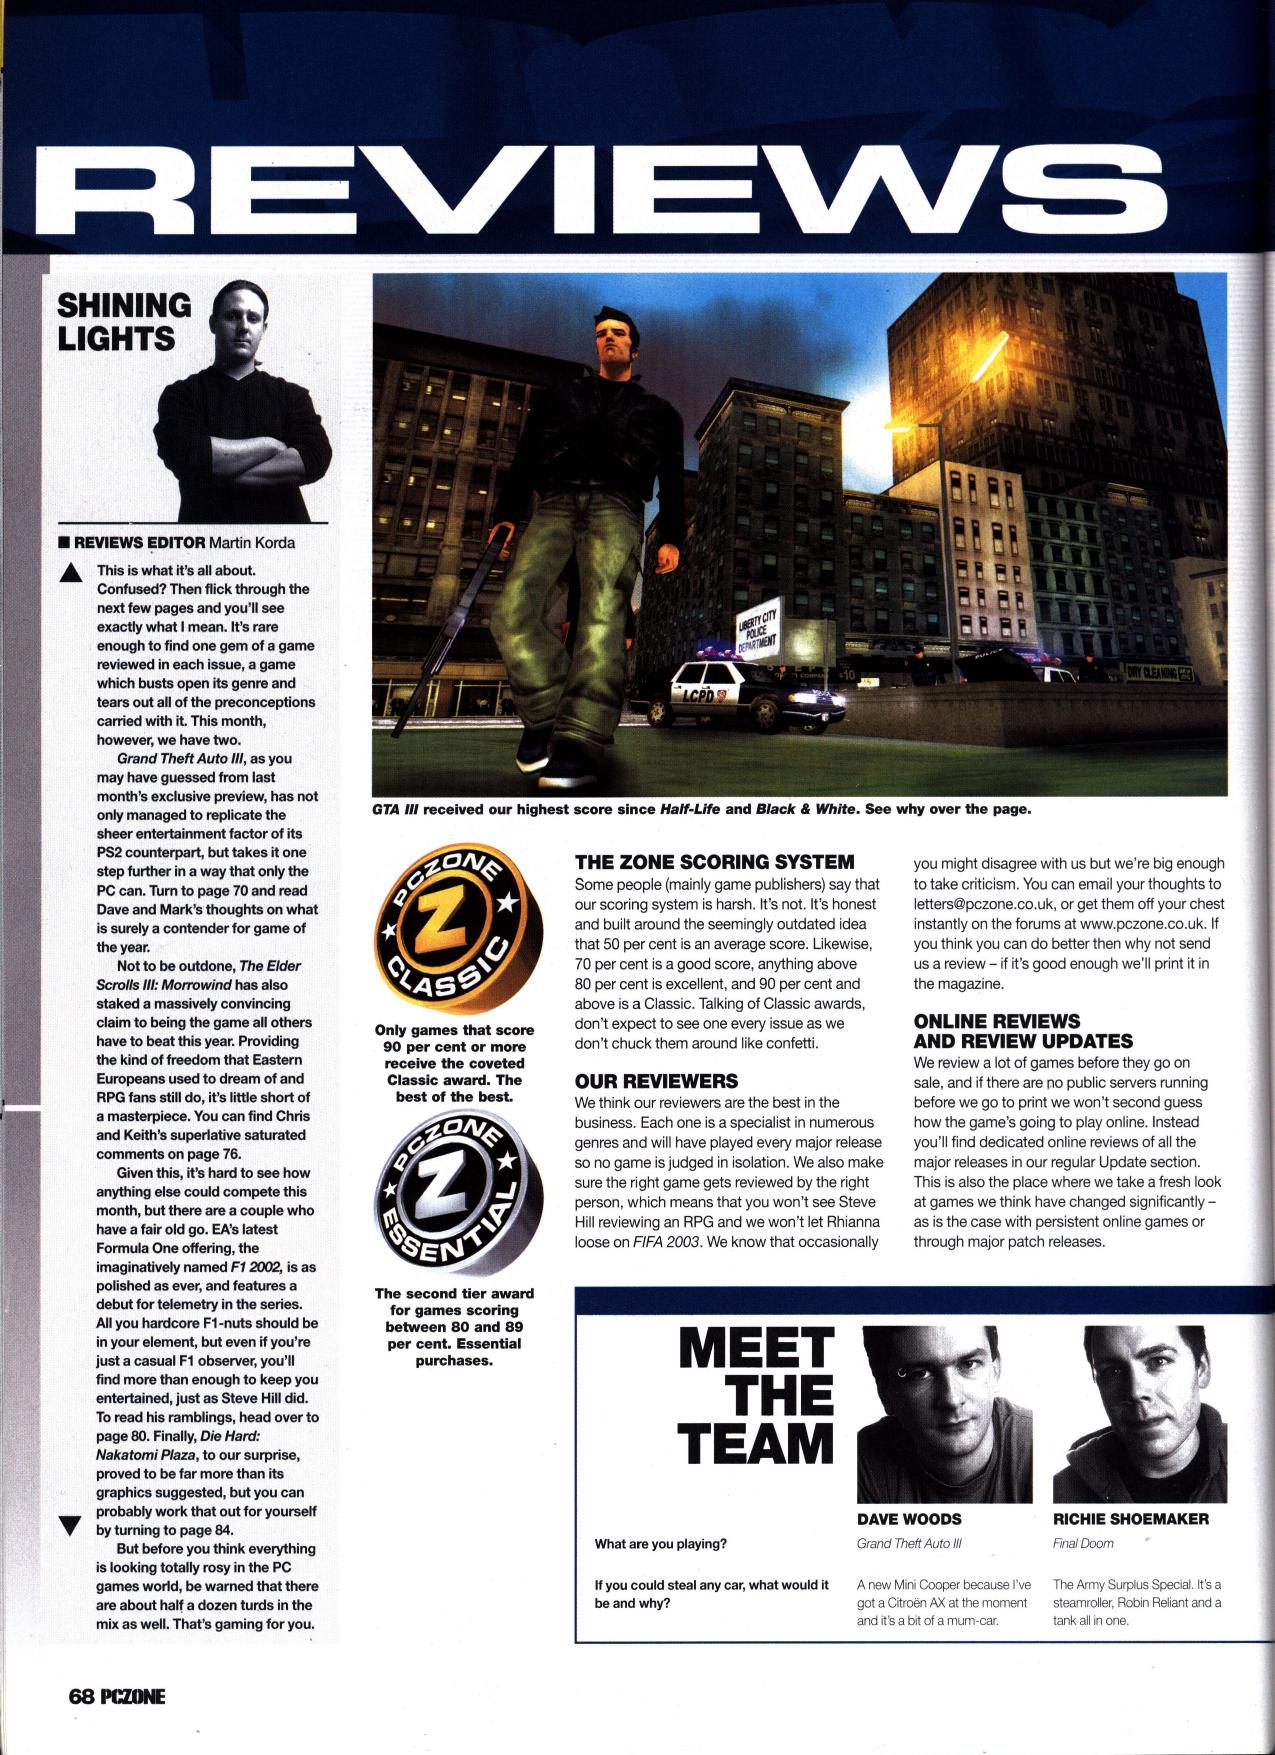 REVIEWS
SHINING
LIGHTS
■ REVIEWS EDITOR Martin Korda
This is what it's all about.
Confused? Then flick through the
next few pages and you'll see
exactly what I mean. It's rare
enough to find one gem of a game
reviewed in each issue, a game
which busts open its genre and
tears out all of the preconceptions
carried with it. This month,
however, we have two.
Grand Theft Auto III, as you
may have guessed from last
month's exclusive preview, has not
only managed to replicate the
sheer entertainment factor of its
PS2 counterpart, but takes it one
step further in a way that only the
PC can. Turn to page 70 and read
Dave and Mark's thoughts on what
is surely a contender for game of
the year.
Not to be outdone, The Elder
Scrolls III: Morrowind has also
staked a massively convincing
claim to being the game all others
have to beat this year. Providing
the kind of freedom that Eastern
Europeans used to dream of and
RPG fans still do, it's little short of
a masterpiece. You can find Chris
and Keith's superlative saturated
comments on page 76.
Given this, it's hard to see how
anything else could compete this
month, but there are a couple who
have a fair old go. EA's latest
Formula One offering, the
imaginatively named F1 2002, is as
polished as ever, and features a
debut for telemetry in the series.
All you hardcore F1-nuts should be
in your element, but even if you're
just a casual F1 observer, you'll
find more than enough to keep you
entertained, just as Steve Hill did.
To read his ramblings, head over to
page 80. Finally, Die Hard:
Nakatomi Plaza, to our surprise,
proved to be far more than its
graphics suggested, but you can
probably work that out for yourself
by turning to page 84.
But before you think everything
is looking totally rosy in the PC
games world, be warned that there
are about half a dozen turds in the
mix as well. That's gaming for you.
LIBERTY CITY
POLICE
DEPARTMENT
LCPD
COMPANY
$10
DRY CLEANING
GTA III received our highest score since Half-Life and Black & White. See why over the page.
PCZONE
Z
CLASSIC
Only games that score
90 per cent or more
receive the coveted
Classic award. The
best of the best.
PCZONE
Z
ESSENTIAL
The second tier award
for games scoring
between 80 and 89
per cent. Essential
purchases.
THE ZONE SCORING SYSTEM
Some people (mainly game publishers) say that
our scoring system is harsh. It's not. It's honest
and built around the seemingly outdated idea
that 50 per cent is an average score. Likewise,
70 per cent is a good score, anything above
80 per cent is excellent, and 90 per cent and
above is a Classic. Talking of Classic awards,
don't expect to see one every issue as we
don't chuck them around like confetti.
OUR REVIEWERS
We think our reviewers are the best in the
business. Each one is a specialist in numerous
genres and will have played every major release
so no game is judged in isolation. We also make
sure the right game gets reviewed by the right
person, which means that you won't see Steve
Hill reviewing an RPG and we won't let Rhianna
loose on FIFA 2003. We know that occasionally
you might disagree with us but we're big enough
to take criticism. You can email your thoughts to
letters@pczone.co.uk, or get them off your chest
instantly on the forums at www.pczone.co.uk. If
you think you can do better then why not send
us a review – if it's good enough we'll print it in
the magazine.
ONLINE REVIEWS
AND REVIEW UPDATES
We review a lot of games before they go on
sale, and if there are no public servers running
before we go to print we won't second guess
how the game's going to play online. Instead
you'll find dedicated online reviews of all the
major releases in our regular Update section.
This is also the place where we take a fresh look
at games we think have changed significantly –
as is the case with persistent online games or
through major patch releases.
MEET
THE
TEAM
What are you playing?
If you could steal any car, what would it
be and why?
DAVE WOODS
Grand Theft Auto III
A new Mini Cooper because I've
got a Citroën AX at the moment
and it's a bit of a mum-car.
RICHIE SHOEMAKER
Final Doom
The Army Surplus Special. It's a
steamroller, Robin Reliant and a
tank all in one.
68 PCZONE